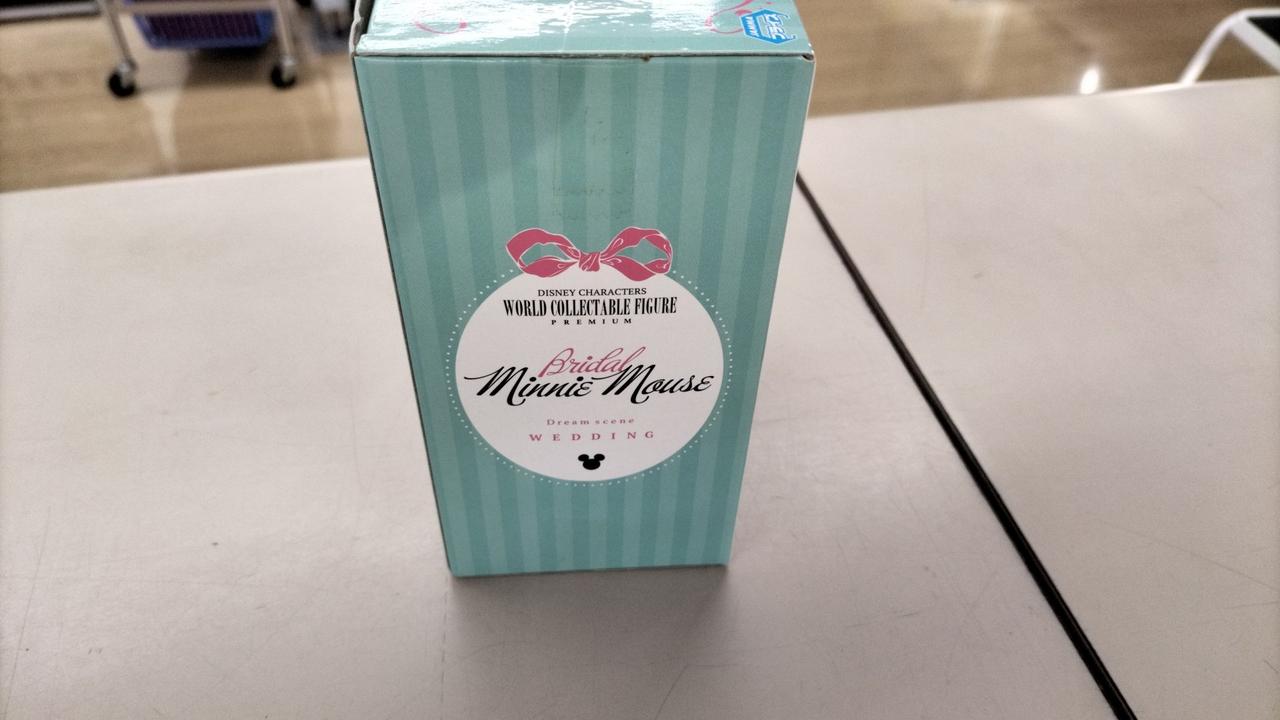 DISNEY CHARACTERS
WORLD COLLECTABLE FIGURE
PREMIUM
Bridal
Minnie Mouse
Dream scene
WEDDING